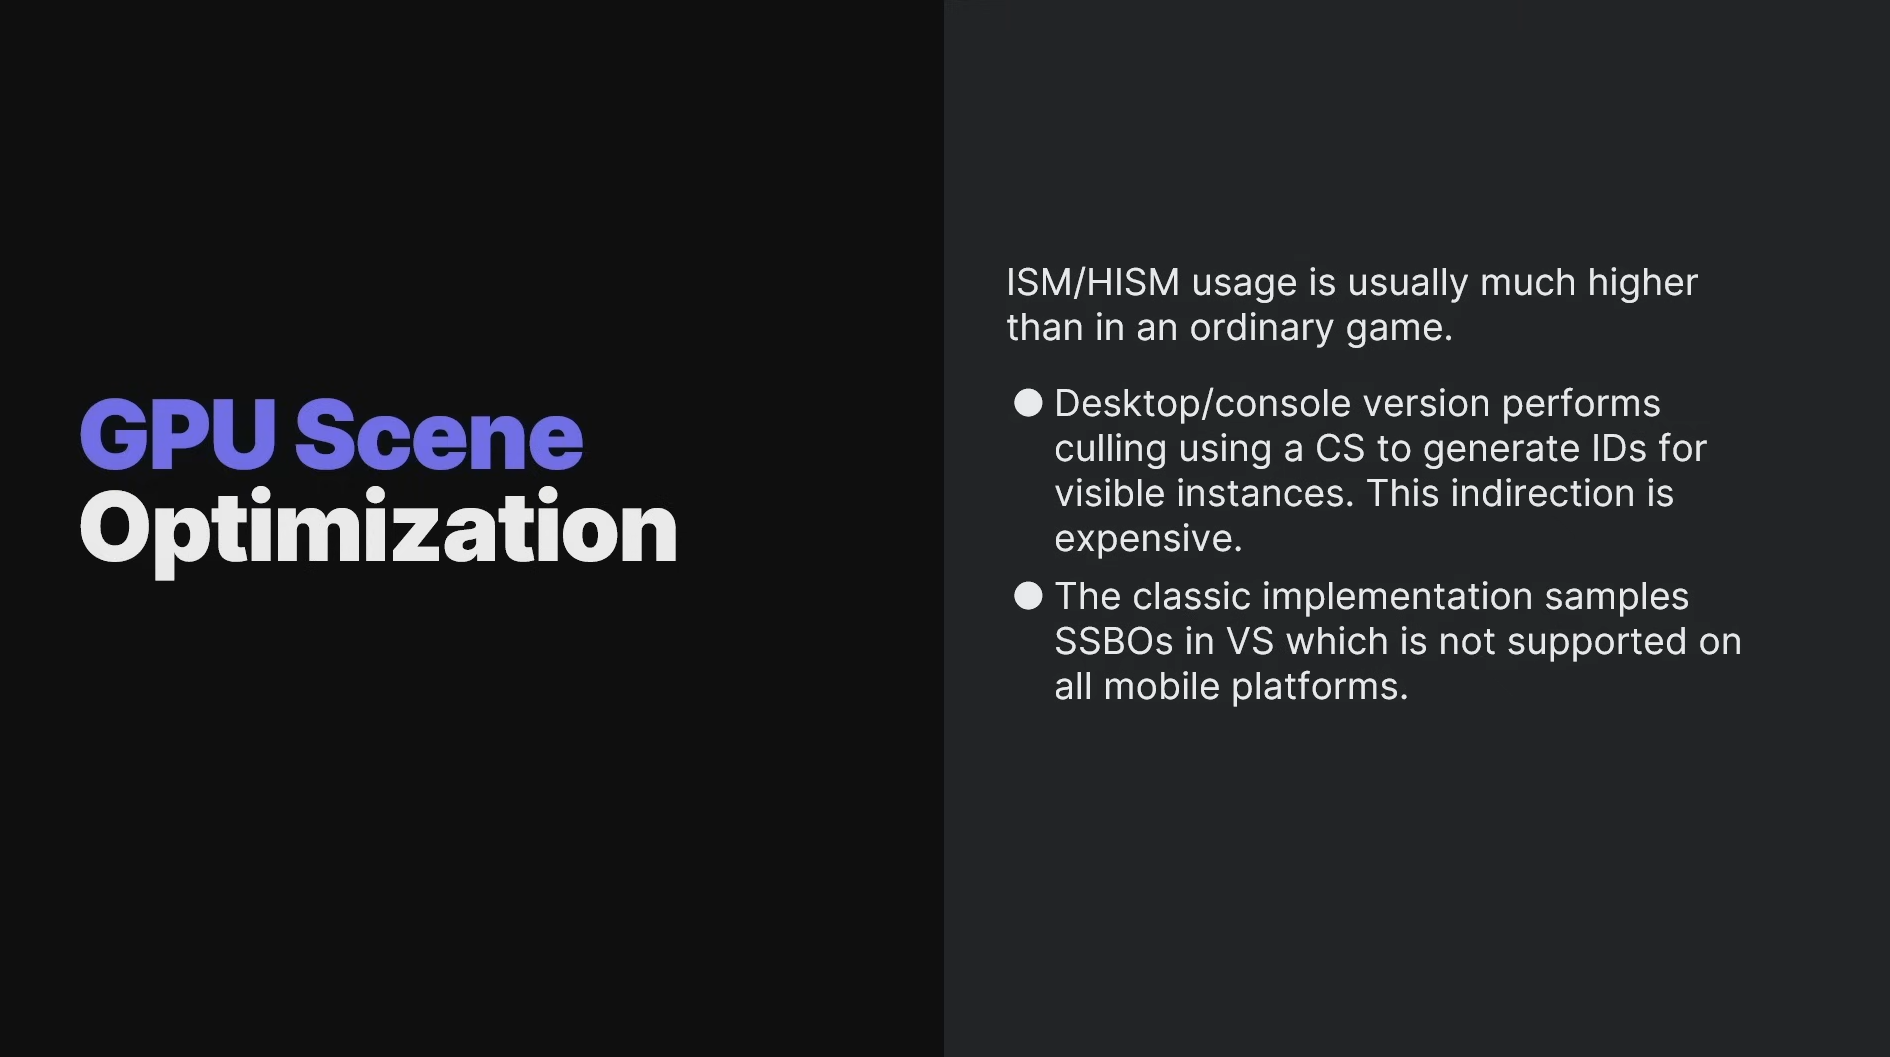 GPU Scene
Optimization
ISM/HISM usage is usually much higher
than in an ordinary game.
● Desktop/console version performs
culling using a CS to generate IDs for
visible instances. This indirection is
expensive.
● The classic implementation samples
SSBOs in VS which is not supported on
all mobile platforms.